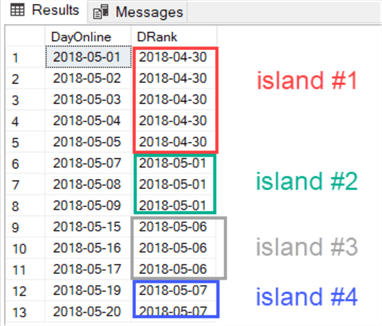 Results Messages
DayOnline DRank
1 2018-05-01 2018-04-30
2 2018-05-02 2018-04-30
3 2018-05-03 2018-04-30
4 2018-05-04 2018-04-30
5 2018-05-05 2018-04-30
6 2018-05-07 2018-05-01
7 2018-05-08 2018-05-01
8 2018-05-09 2018-05-01
9 2018-05-15 2018-05-06
10 2018-05-16 2018-05-06
11 2018-05-17 2018-05-06
12 2018-05-19 2018-05-07
13 2018-05-20 2018-05-07
island #1
island #2
island #3
island #4